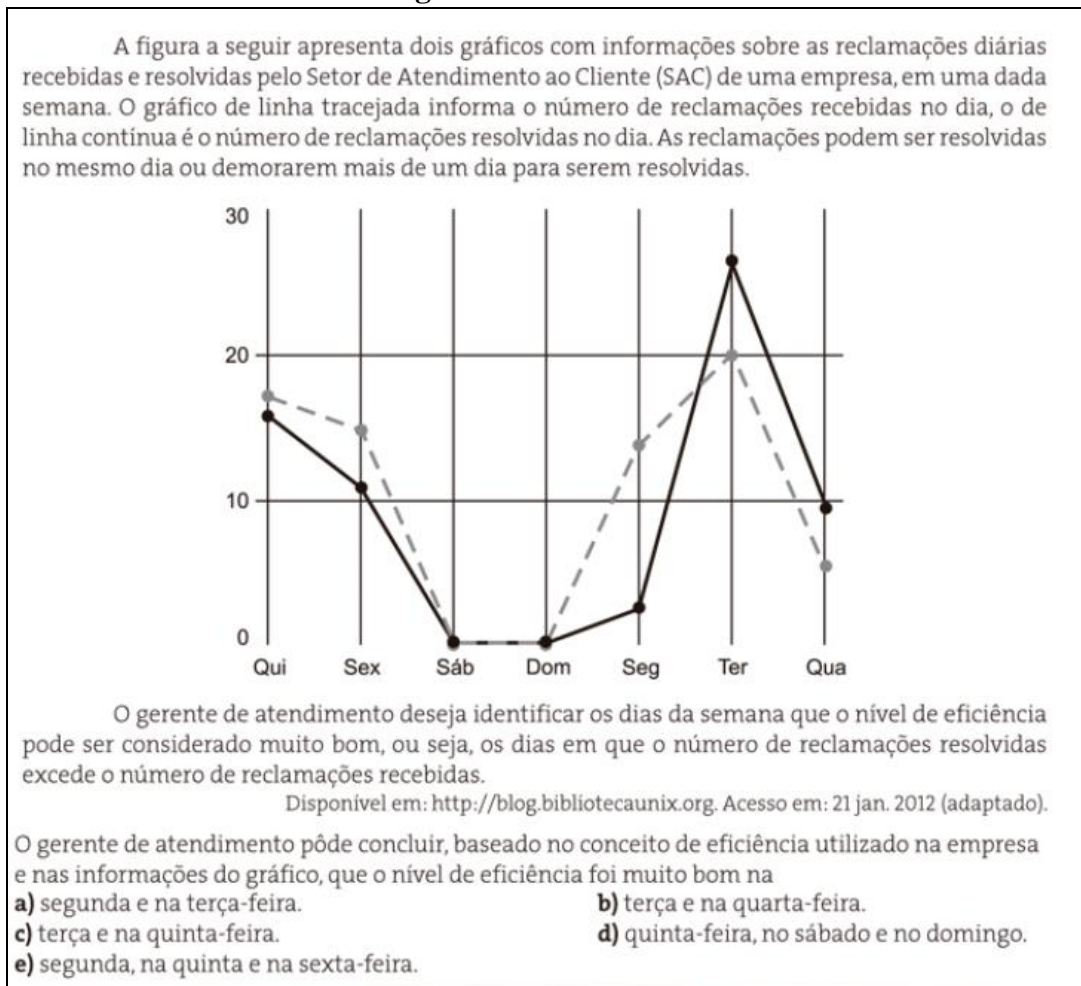 A figura a seguir apresenta dois gráficos com informações sobre as reclamações diárias
recebidas e resolvidas pelo Setor de Atendimento ao Cliente (SAC) de uma empresa, em uma dada
semana. O gráfico de linha tracejada informa o número de reclamações recebidas no dia, o de
linha contínua é o número de reclamações resolvidas no dia. As reclamações podem ser resolvidas
no mesmo dia ou demorarem mais de um dia para serem resolvidas.
30
20
10
0
Qui Sex Sáb Dom Seg Ter Qua
O gerente de atendimento deseja identificar os dias da semana que o nível de eficiência
pode ser considerado muito bom, ou seja, os dias em que o número de reclamações resolvidas
excede o número de reclamações recebidas.
Disponível em: http://blog.bibliotecaunix.org. Acesso em: 21 jan. 2012 (adaptado).
O gerente de atendimento pôde concluir, baseado no conceito de eficiência utilizado na empresa
e nas informações do gráfico, que o nível de eficiência foi muito bom na
a) segunda e na terça-feira. b) terça e na quarta-feira.
c) terça e na quinta-feira. d) quinta-feira, no sábado e no domingo.
e) segunda, na quinta e na sexta-feira.